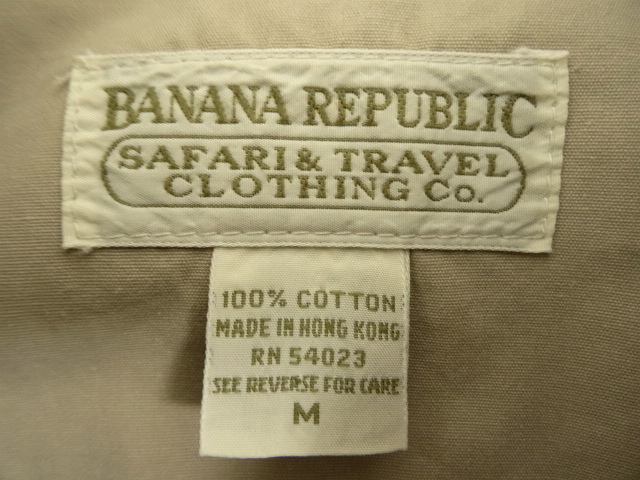 BANANA REPUBLIC
SAFARI & TRAVEL
CLOTHING Co.
100% COTTON
MADE IN HONG KONG
RN 54023
SEE REVERSE FOR CARE
M